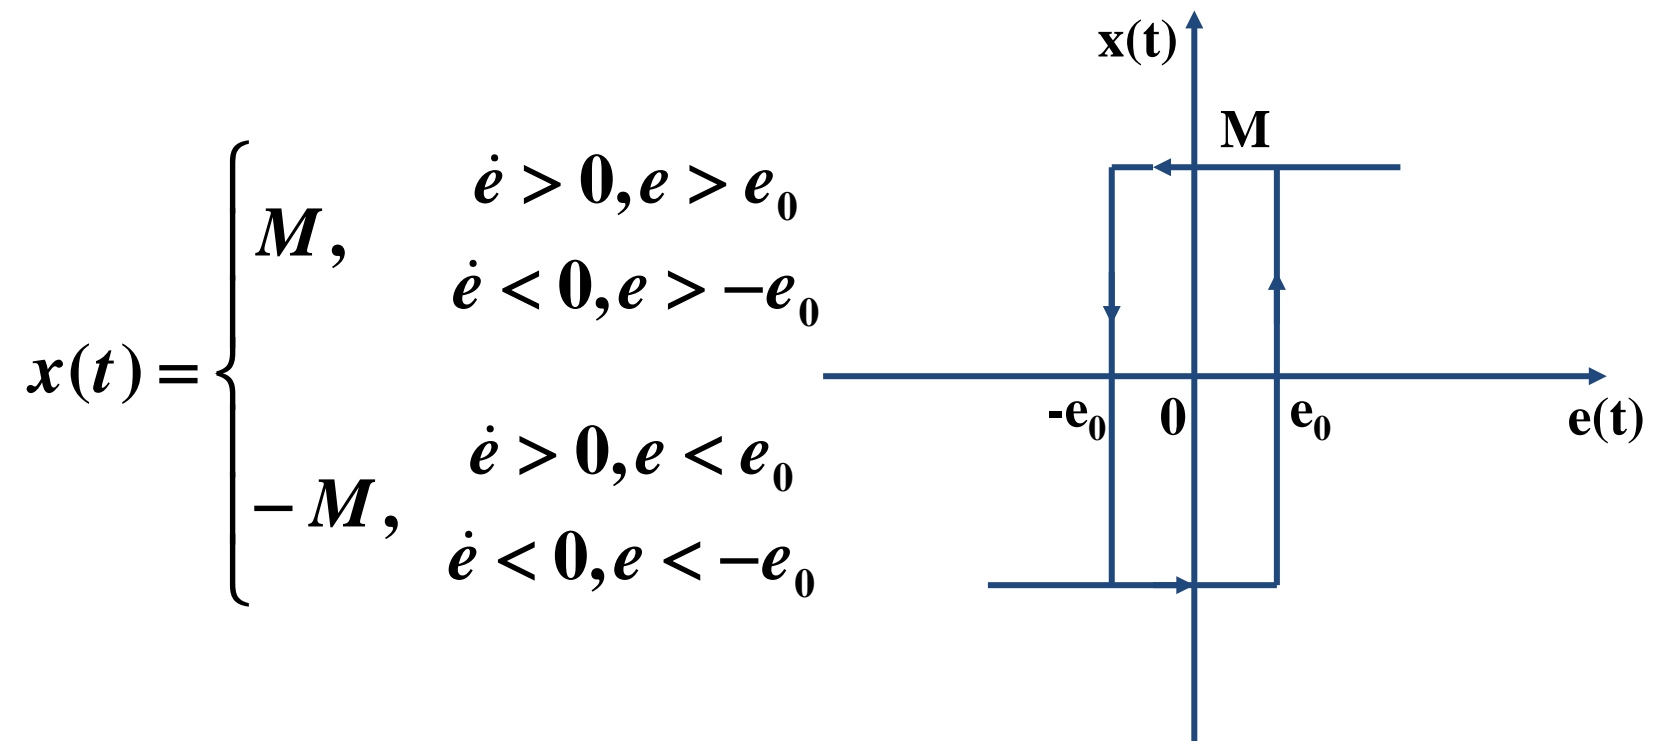 ė > 0, e > e₀
M,
ė < 0, e > −e₀
x(t) =
ė > 0, e < e₀
− M,
ė < 0, e < −e₀
x(t)
M
-e₀
0
e₀
e(t)